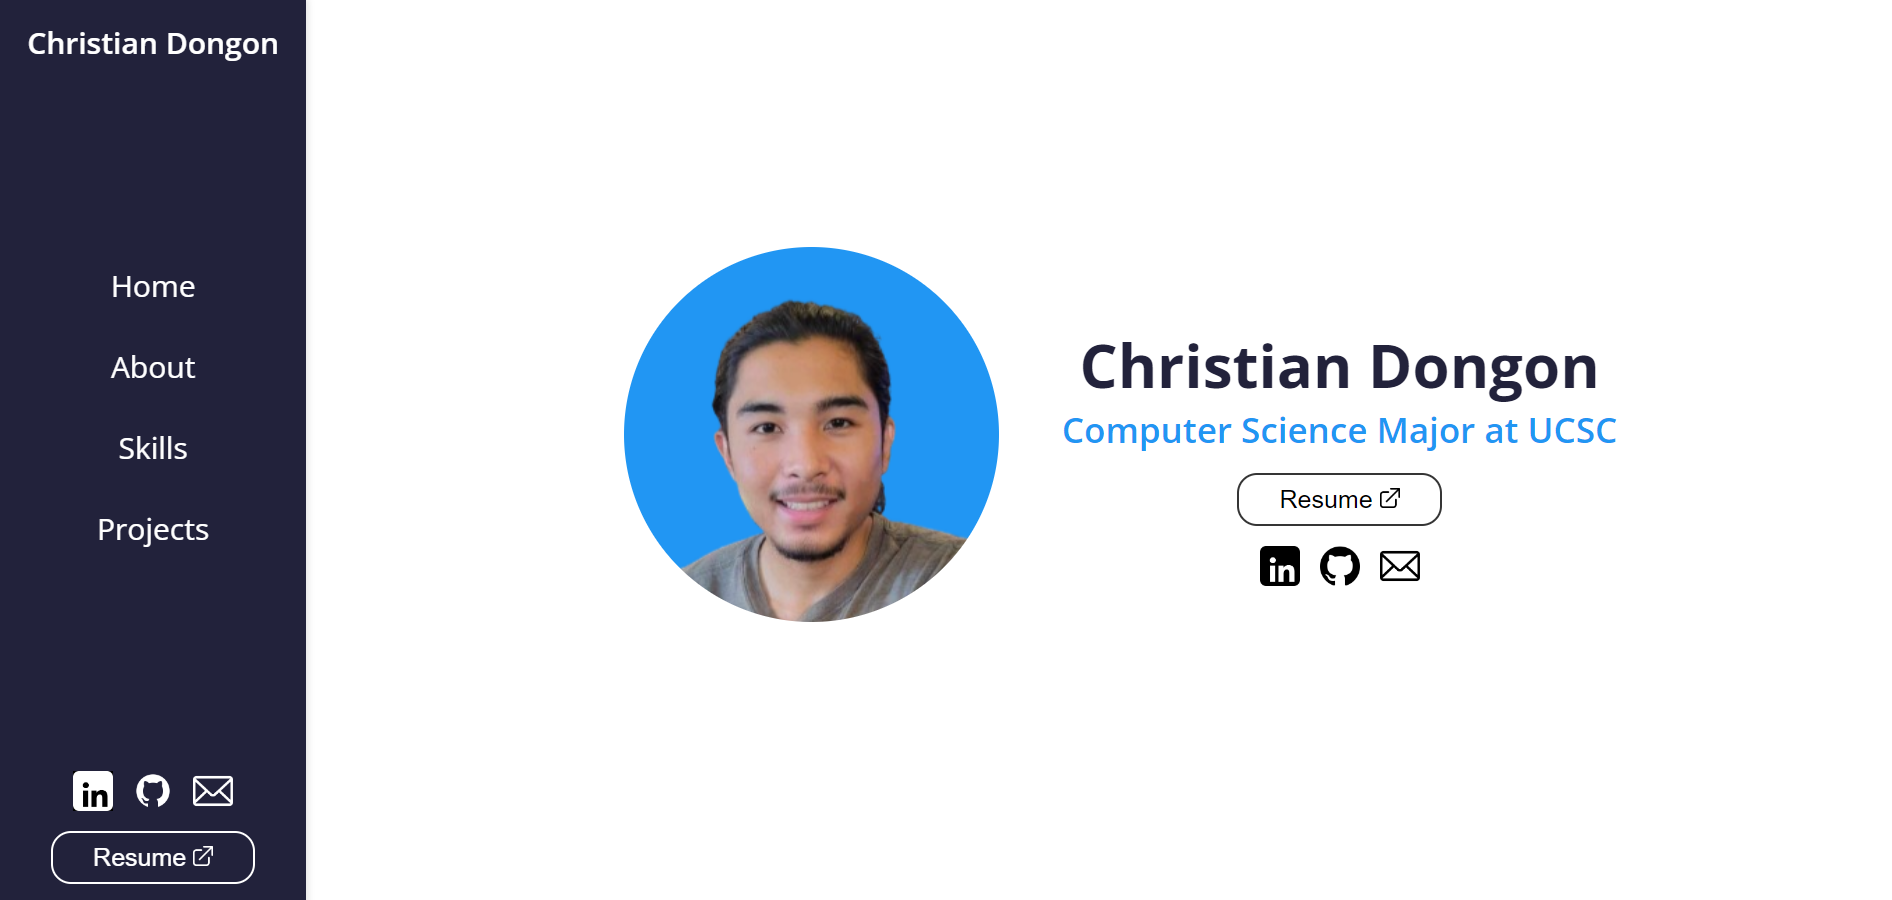 Christian Dongon
Home
About
Skills
Projects
in
Resume
Christian Dongon
Computer Science Major at UCSC
Resume
in